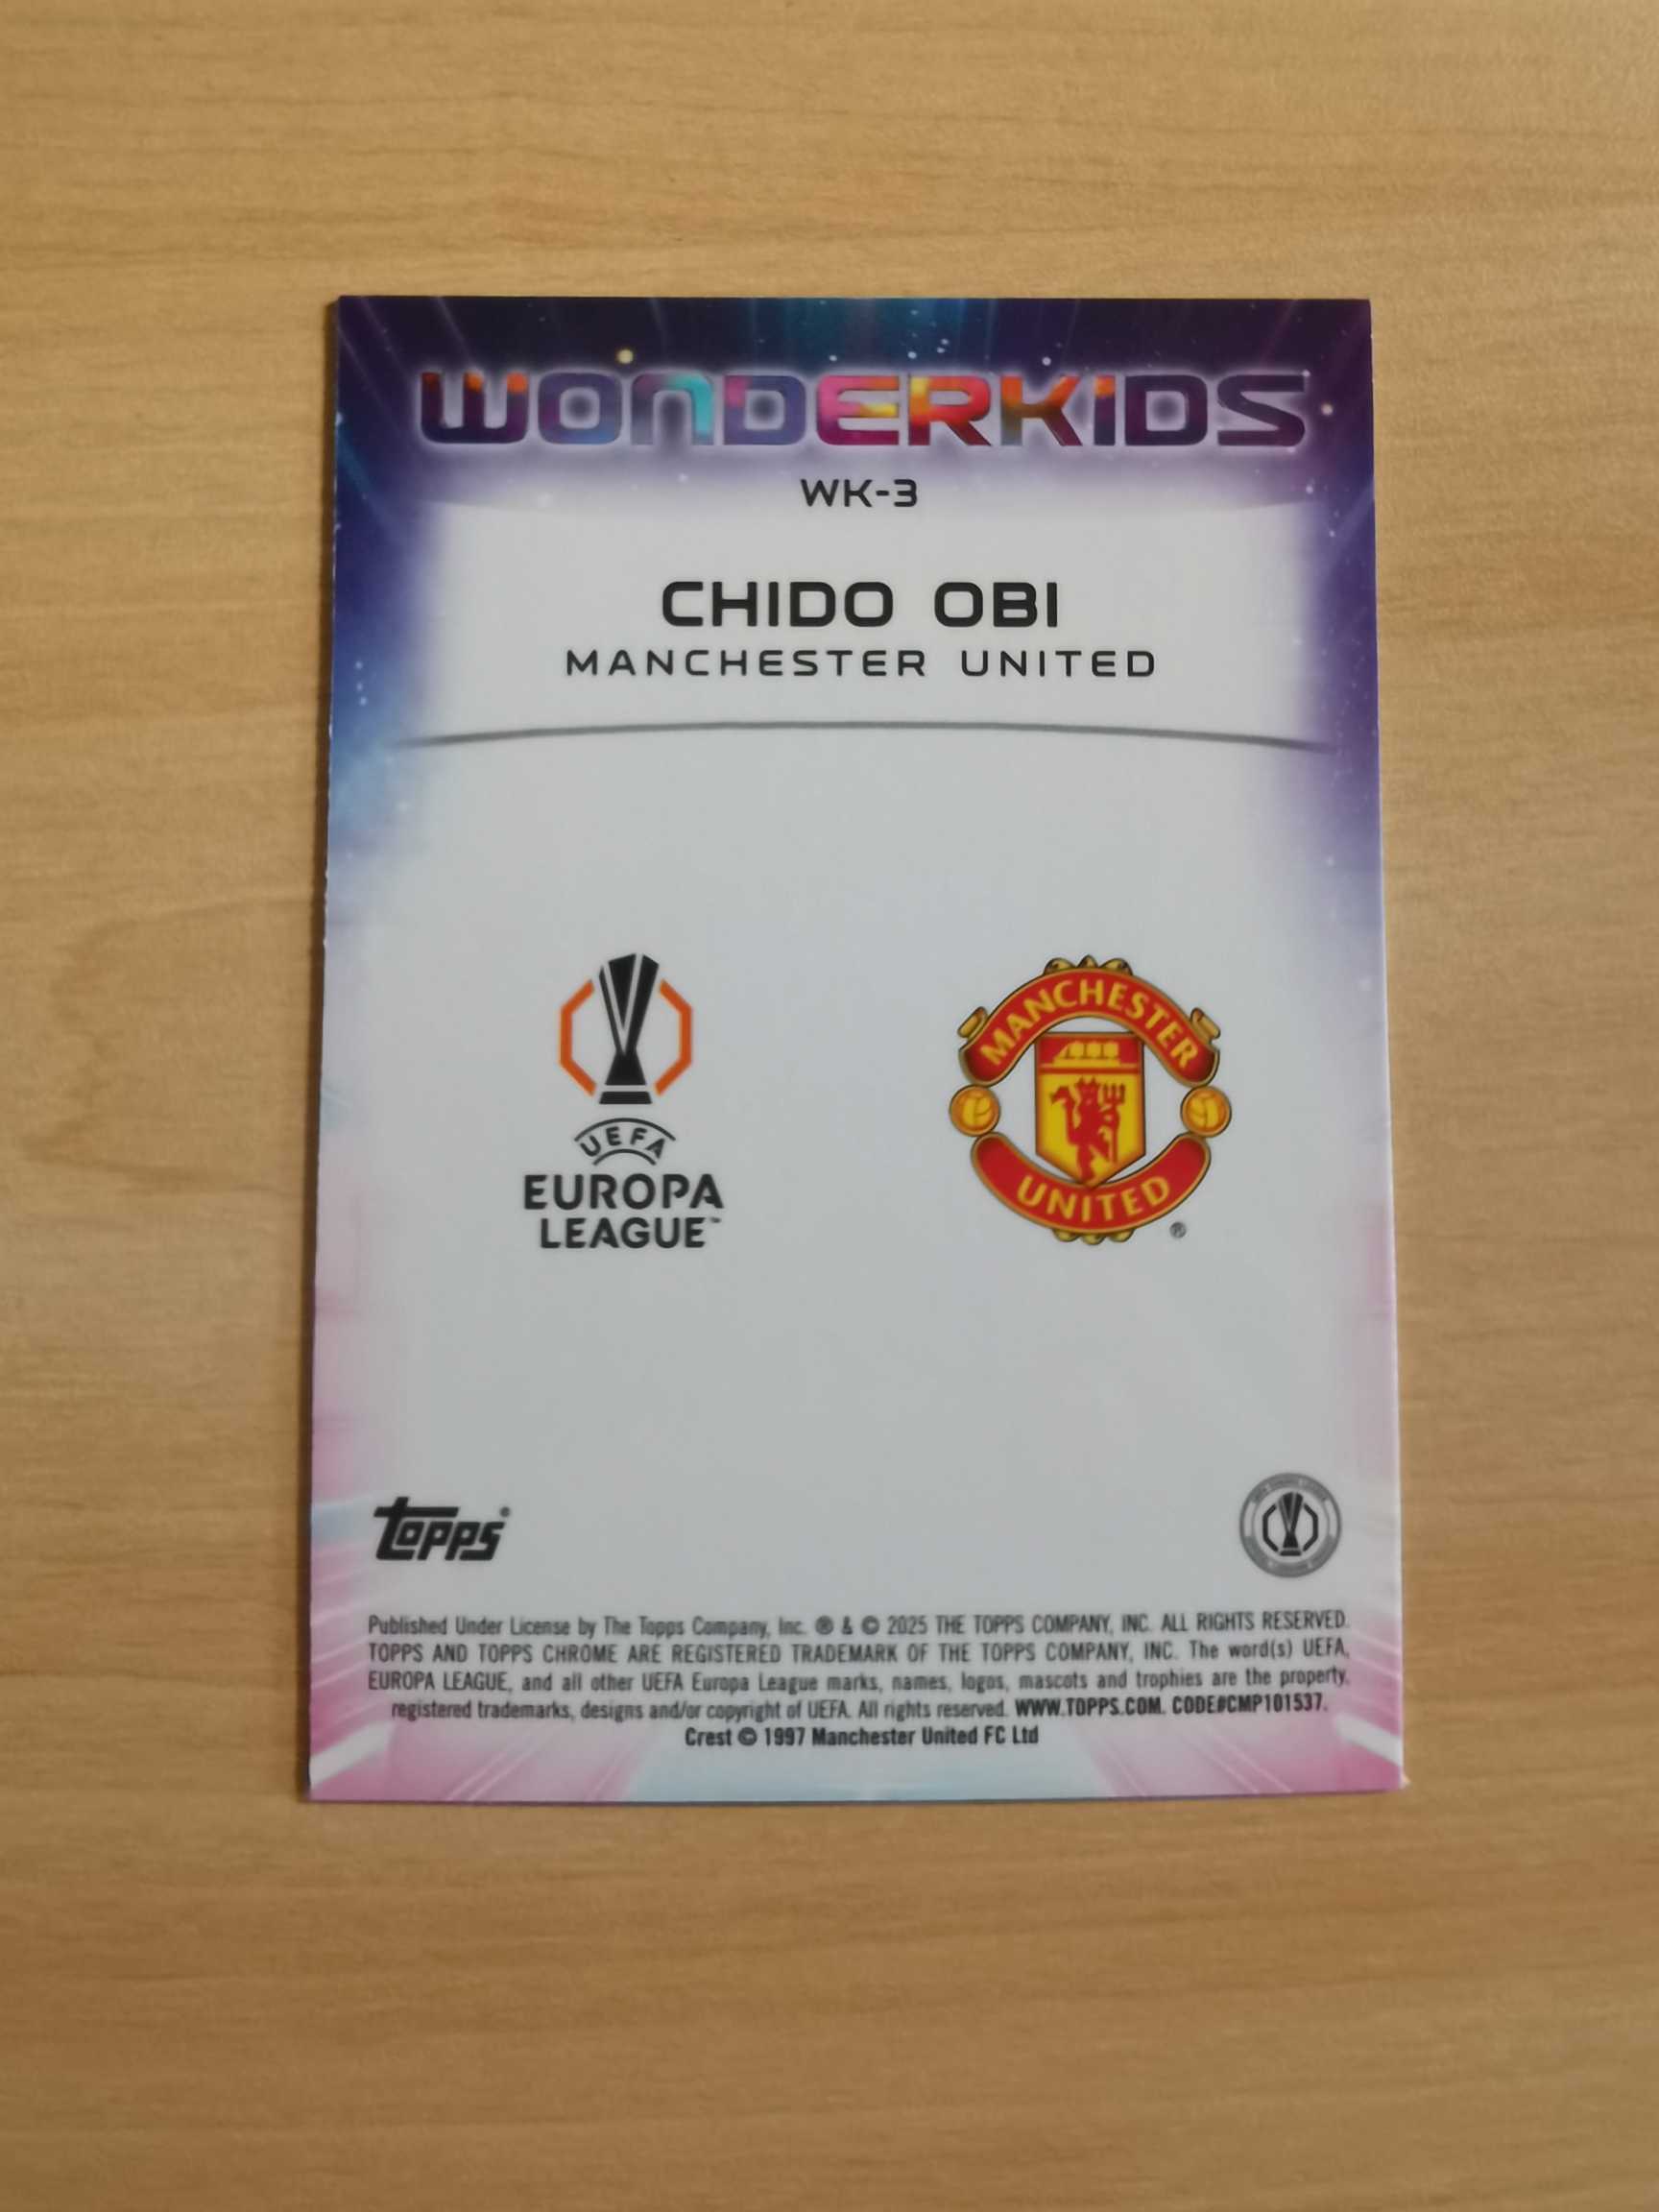 WONDERKIDS
WK-3
CHIDO OBI
MANCHESTER UNITED
UEFA
EUROPA
LEAGUE™
MANCHESTER
UNITED
®
topps®
Published Under License by The Topps Company, Inc. ® & © 2025 THE TOPPS COMPANY, INC. ALL RIGHTS RESERVED.
TOPPS AND TOPPS CHROME ARE REGISTERED TRADEMARK OF THE TOPPS COMPANY, INC. The word(s) UEFA,
EUROPA LEAGUE, and all other UEFA Europa League marks, names, logos, mascots and trophies are the property,
registered trademarks, designs and/or copyright of UEFA. All rights reserved. WWW.TOPPS.COM. CODE#CMP101537.
Crest © 1997 Manchester United FC Ltd